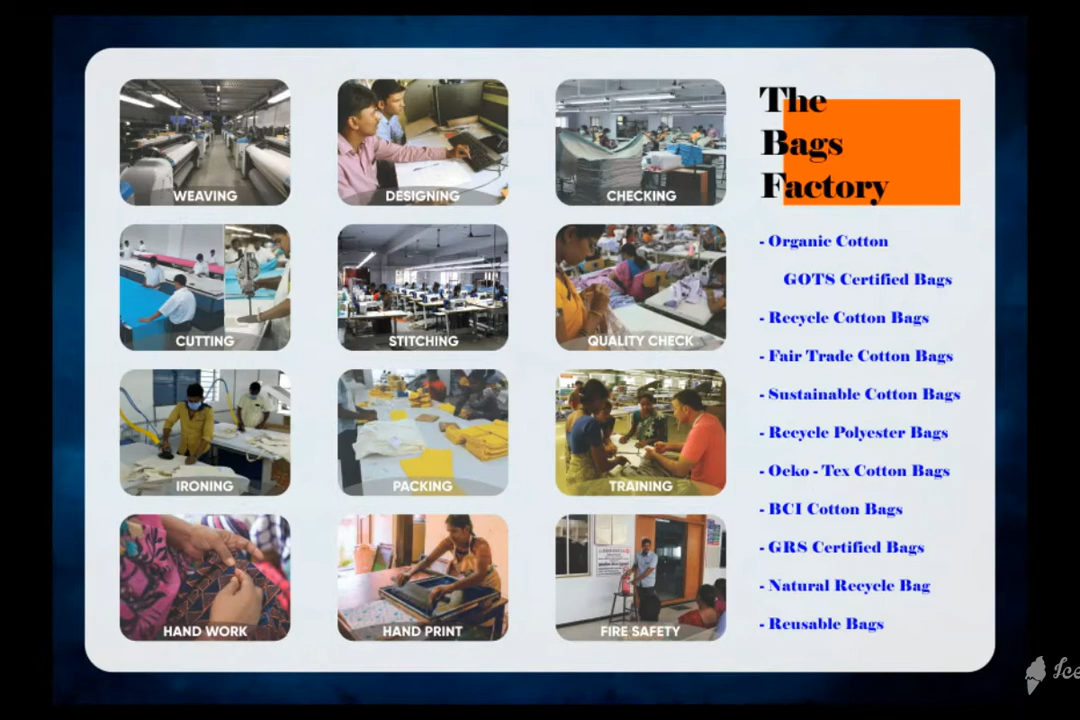 WEAVING
DESIGNING
CHECKING
CUTTING
STITCHING
QUALITY CHECK
IRONING
PACKING
TRAINING
HAND WORK
HAND PRINT
FIRE SAFETY
The
Bags
Factory
- Organic Cotton
GOTS Certified Bags
- Recycle Cotton Bags
- Fair Trade Cotton Bags
- Sustainable Cotton Bags
- Recycle Polyester Bags
- Oeko - Tex Cotton Bags
- BCI Cotton Bags
- GRS Certified Bags
- Natural Recycle Bag
- Reusable Bags